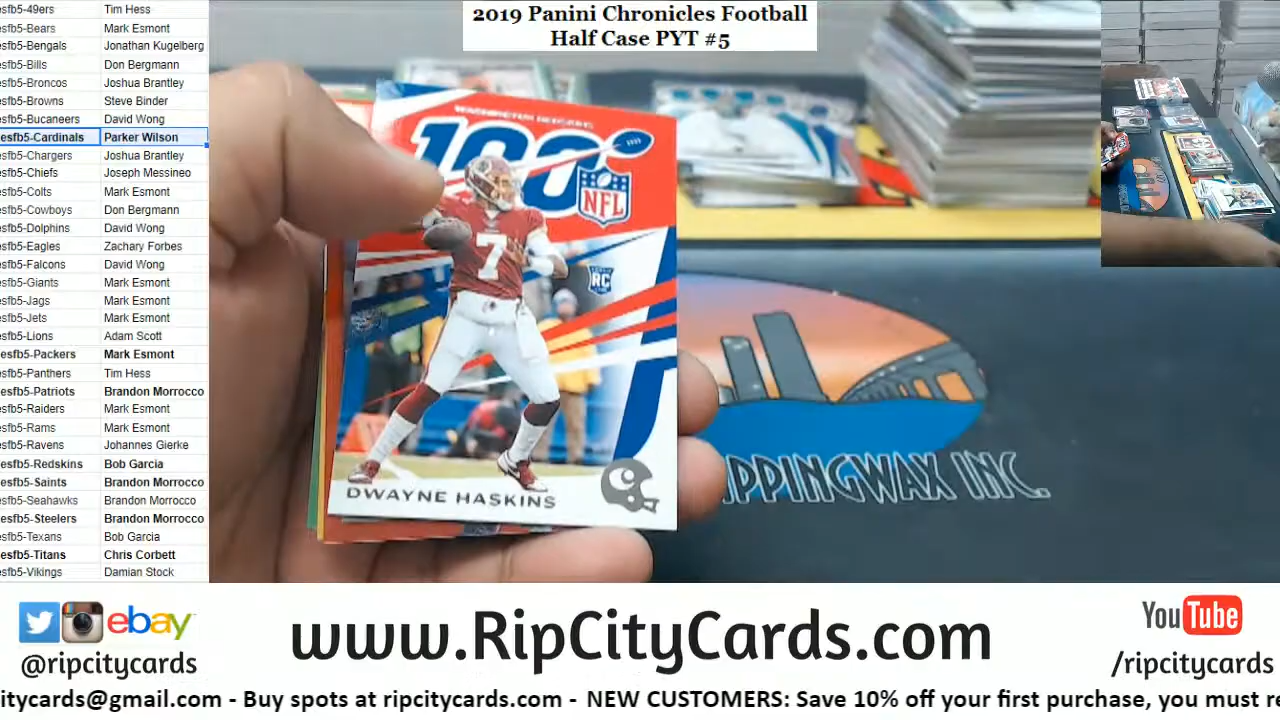 2019 Panini Chronicles Football
Half Case PYT #5
esfb5-49ers Tim Hess
esfb5-Bears Mark Esmont
esfb5-Bengals Jonathan Kugelberg
esfb5-Bills Don Bergmann
esfb5-Broncos Joshua Brantley
esfb5-Browns Steve Binder
esfb5-Bucaneers David Wong
esfb5-Cardinals Parker Wilson
esfb5-Chargers Joshua Brantley
esfb5-Chiefs Joseph Messineo
esfb5-Colts Mark Esmont
esfb5-Cowboys Don Bergmann
esfb5-Dolphins David Wong
esfb5-Eagles Zachary Forbes
esfb5-Falcons David Wong
esfb5-Giants Mark Esmont
esfb5-Jags Mark Esmont
esfb5-Jets Mark Esmont
esfb5-Lions Adam Scott
esfb5-Packers Mark Esmont
esfb5-Panthers Tim Hess
esfb5-Patriots Brandon Morrocco
esfb5-Raiders Mark Esmont
esfb5-Rams Mark Esmont
esfb5-Ravens Johannes Gierke
esfb5-Redskins Bob Garcia
esfb5-Saints Brandon Morrocco
esfb5-Seahawks Brandon Morrocco
esfb5-Steelers Brandon Morrocco
esfb5-Texans Bob Garcia
esfb5-Titans Chris Corbett
esfb5-Vikings Damian Stock
WASHINGTON REDSKINS
100
NFL
7
RC
DWAYNE HASKINS
IPPINGWAX INC.
ebay
@ripcitycards
www.RipCityCards.com
YouTube
/ripcitycards
citycards@gmail.com - Buy spots at ripcitycards.com - NEW CUSTOMERS: Save 10% off your first purchase, you must re